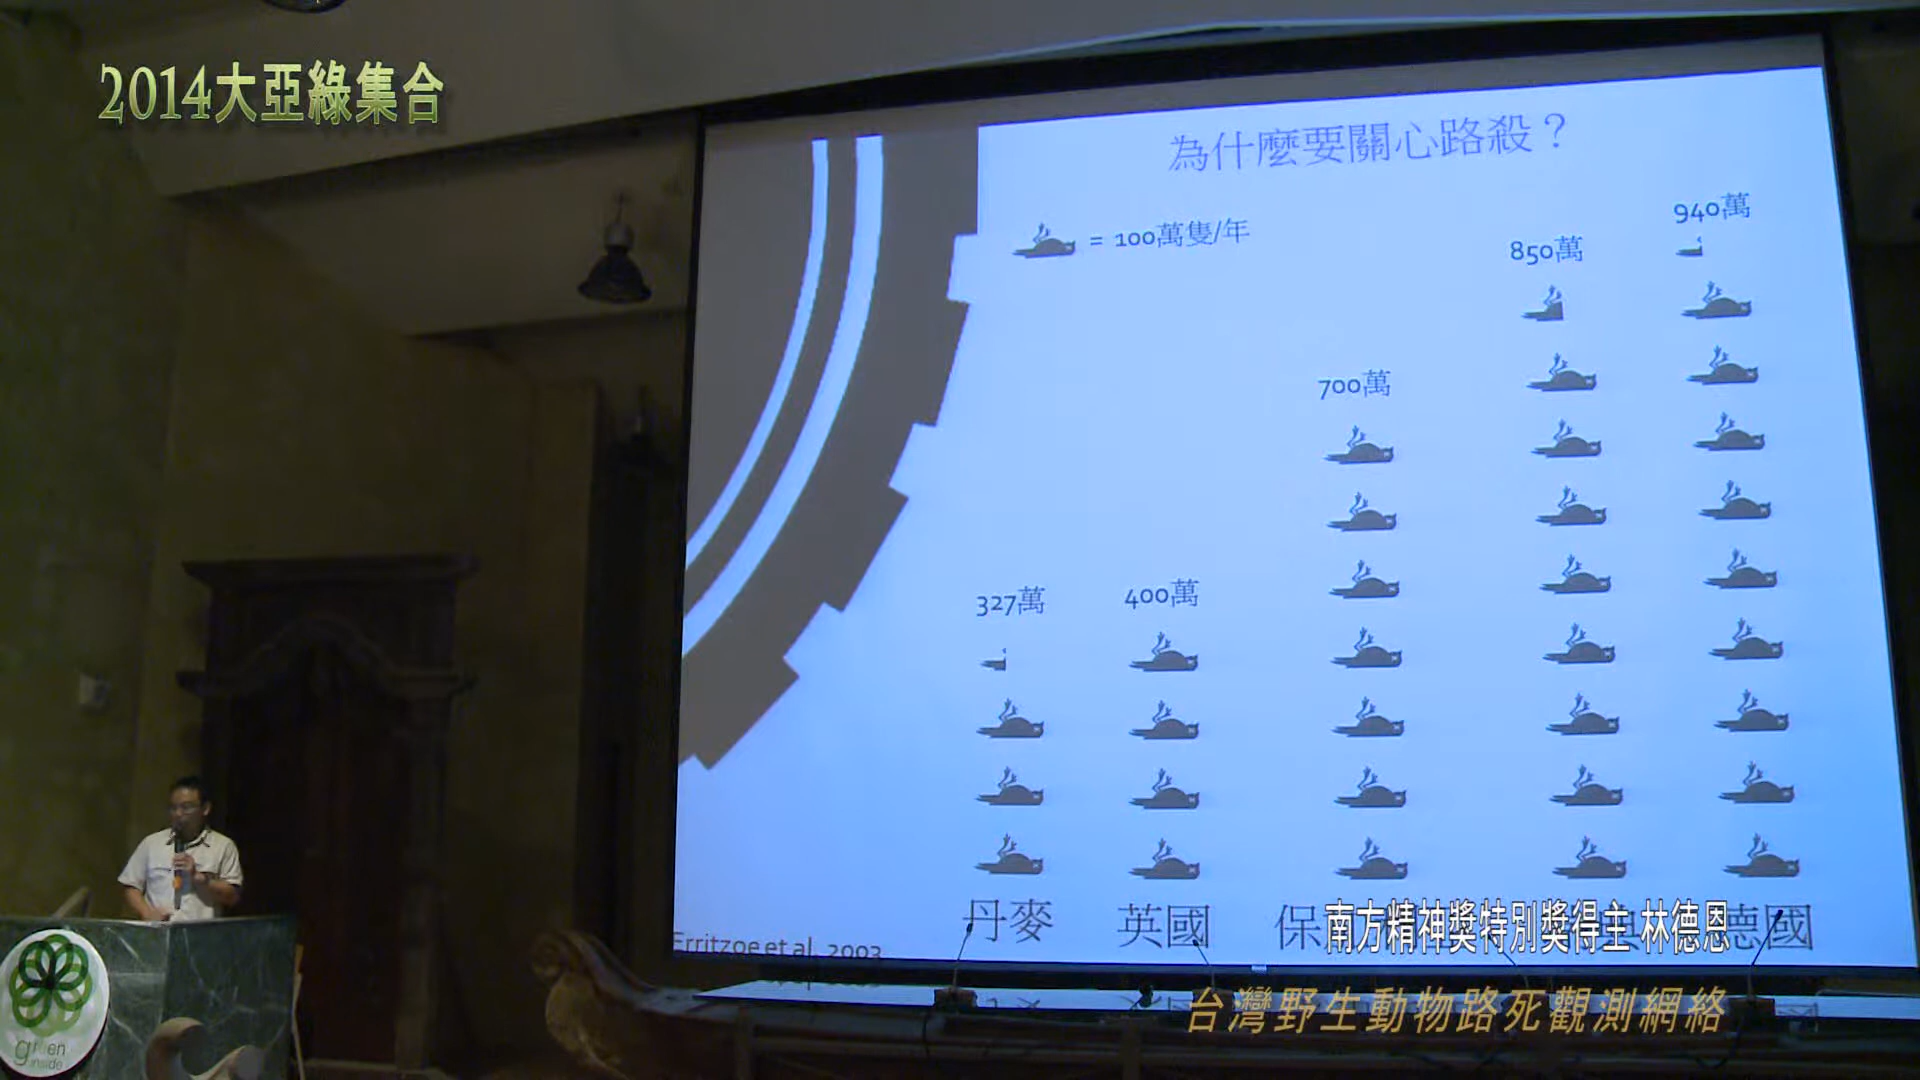 2014大亞綠集合
為什麼要關心路殺？
= 100萬隻/年
940萬
850萬
700萬
327萬
400萬
丹麥
英國
保
典
德國
Erritzoe et al. 2003
南方精神獎特別獎得主 林德恩
台灣野生動物路死觀測網絡
green
inside